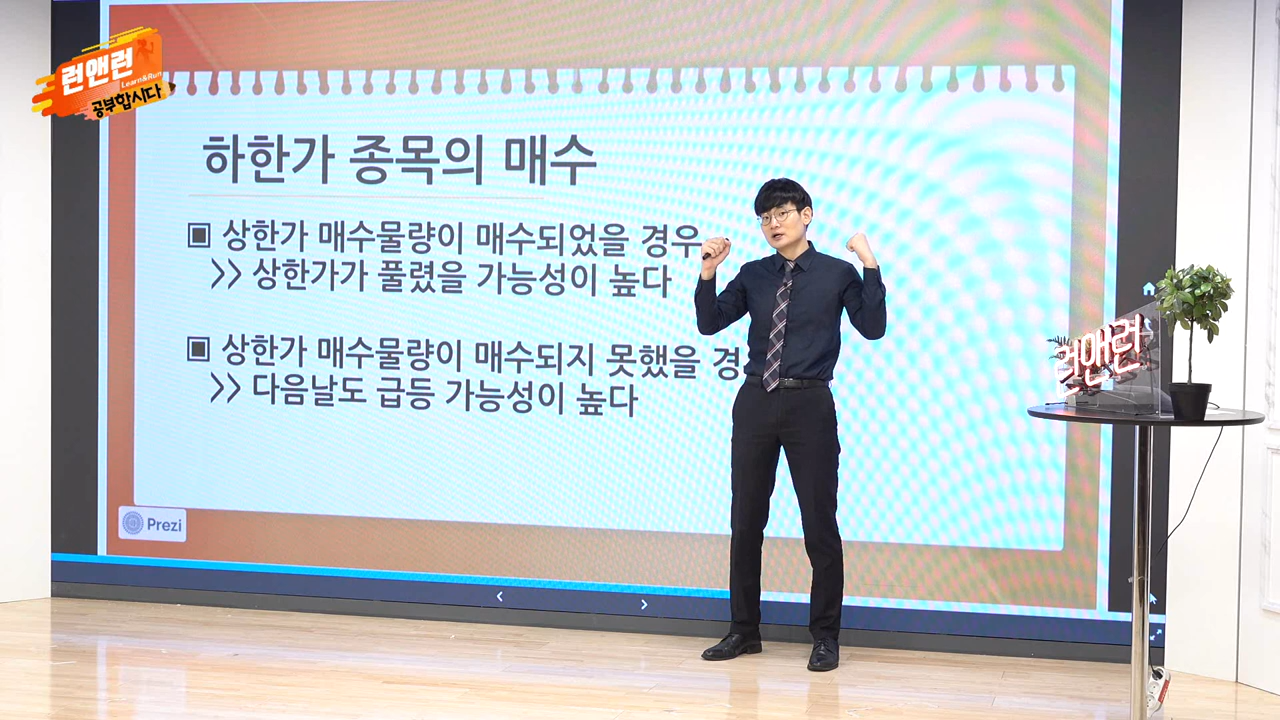 런앤런
Learn&Run
공부합시다
하한가 종목의 매수
▣ 상한가 매수물량이 매수되었을 경우
>> 상한가가 풀렸을 가능성이 높다
▣ 상한가 매수물량이 매수되지 못했을 경
>> 다음날도 급등 가능성이 높다
Prezi
런앤런